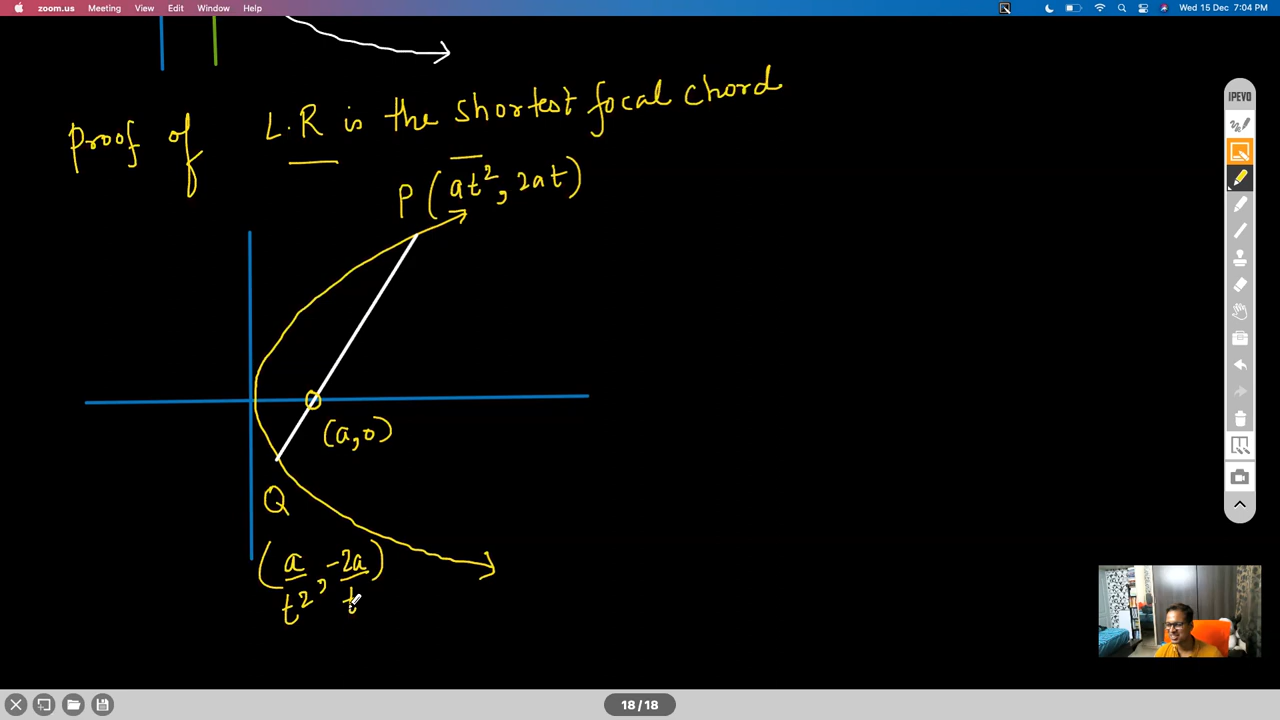 zoom.us Meeting View Edit Window Help Wed 15 Dec 7:04 PM
Proof of L.R is the shortest focal chord
P (at², 2at)
IPEVO
(a,0)
Q
(a/t², -2a/t)
18 / 18